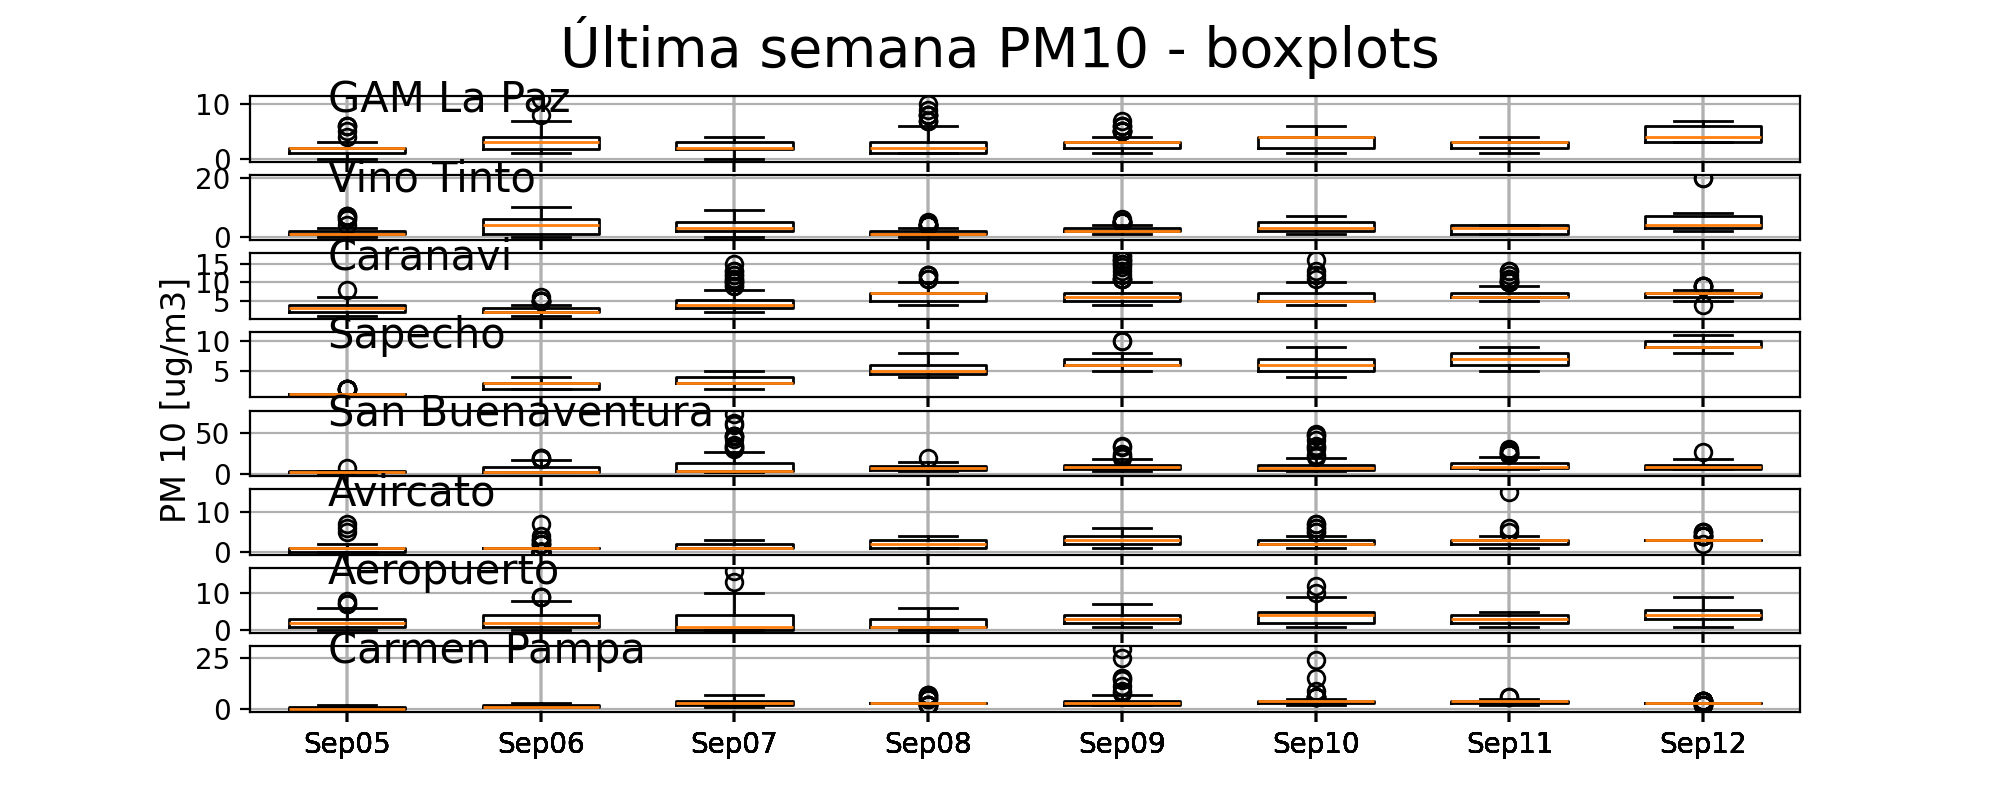 Última semana PM10 - boxplots
PM 10 [ug/m3]
GAM La Paz
10
0
Vino Tinto
20
0
Caranavi
15
10
5
Sapecho
10
5
San Buenaventura
50
0
Avircato
10
0
Aeropuerto
10
0
Carmen Pampa
25
0
Sep05 Sep06 Sep07 Sep08 Sep09 Sep10 Sep11 Sep12